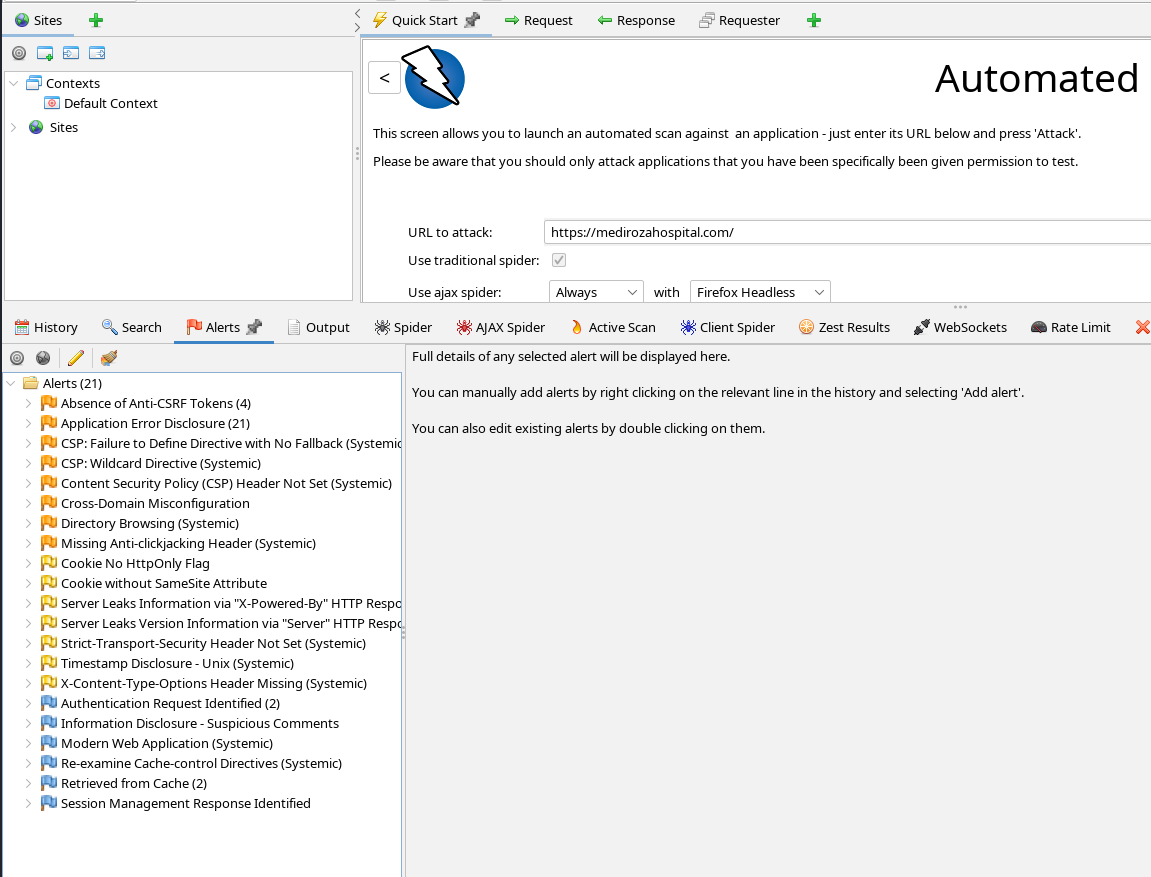 Sites
Quick Start
Request
Response
Requester
Contexts
Default Context
Sites
<
Automated
This screen allows you to launch an automated scan against  an application - just enter its URL below and press 'Attack'.
Please be aware that you should only attack applications that you have been specifically been given permission to test.
URL to attack:
https://medirozahospital.com/
Use traditional spider:
Use ajax spider:
Always
with
Firefox Headless
History
Search
Alerts
Output
Spider
AJAX Spider
Active Scan
Client Spider
Zest Results
WebSockets
Rate Limit
Alerts (21)
Absence of Anti-CSRF Tokens (4)
Application Error Disclosure (21)
CSP: Failure to Define Directive with No Fallback (Systemic
CSP: Wildcard Directive (Systemic)
Content Security Policy (CSP) Header Not Set (Systemic)
Cross-Domain Misconfiguration
Directory Browsing (Systemic)
Missing Anti-clickjacking Header (Systemic)
Cookie No HttpOnly Flag
Cookie without SameSite Attribute
Server Leaks Information via "X-Powered-By" HTTP Respo
Server Leaks Version Information via "Server" HTTP Respo
Strict-Transport-Security Header Not Set (Systemic)
Timestamp Disclosure - Unix (Systemic)
X-Content-Type-Options Header Missing (Systemic)
Authentication Request Identified (2)
Information Disclosure - Suspicious Comments
Modern Web Application (Systemic)
Re-examine Cache-control Directives (Systemic)
Retrieved from Cache (2)
Session Management Response Identified
Full details of any selected alert will be displayed here.
You can manually add alerts by right clicking on the relevant line in the history and selecting 'Add alert'.
You can also edit existing alerts by double clicking on them.